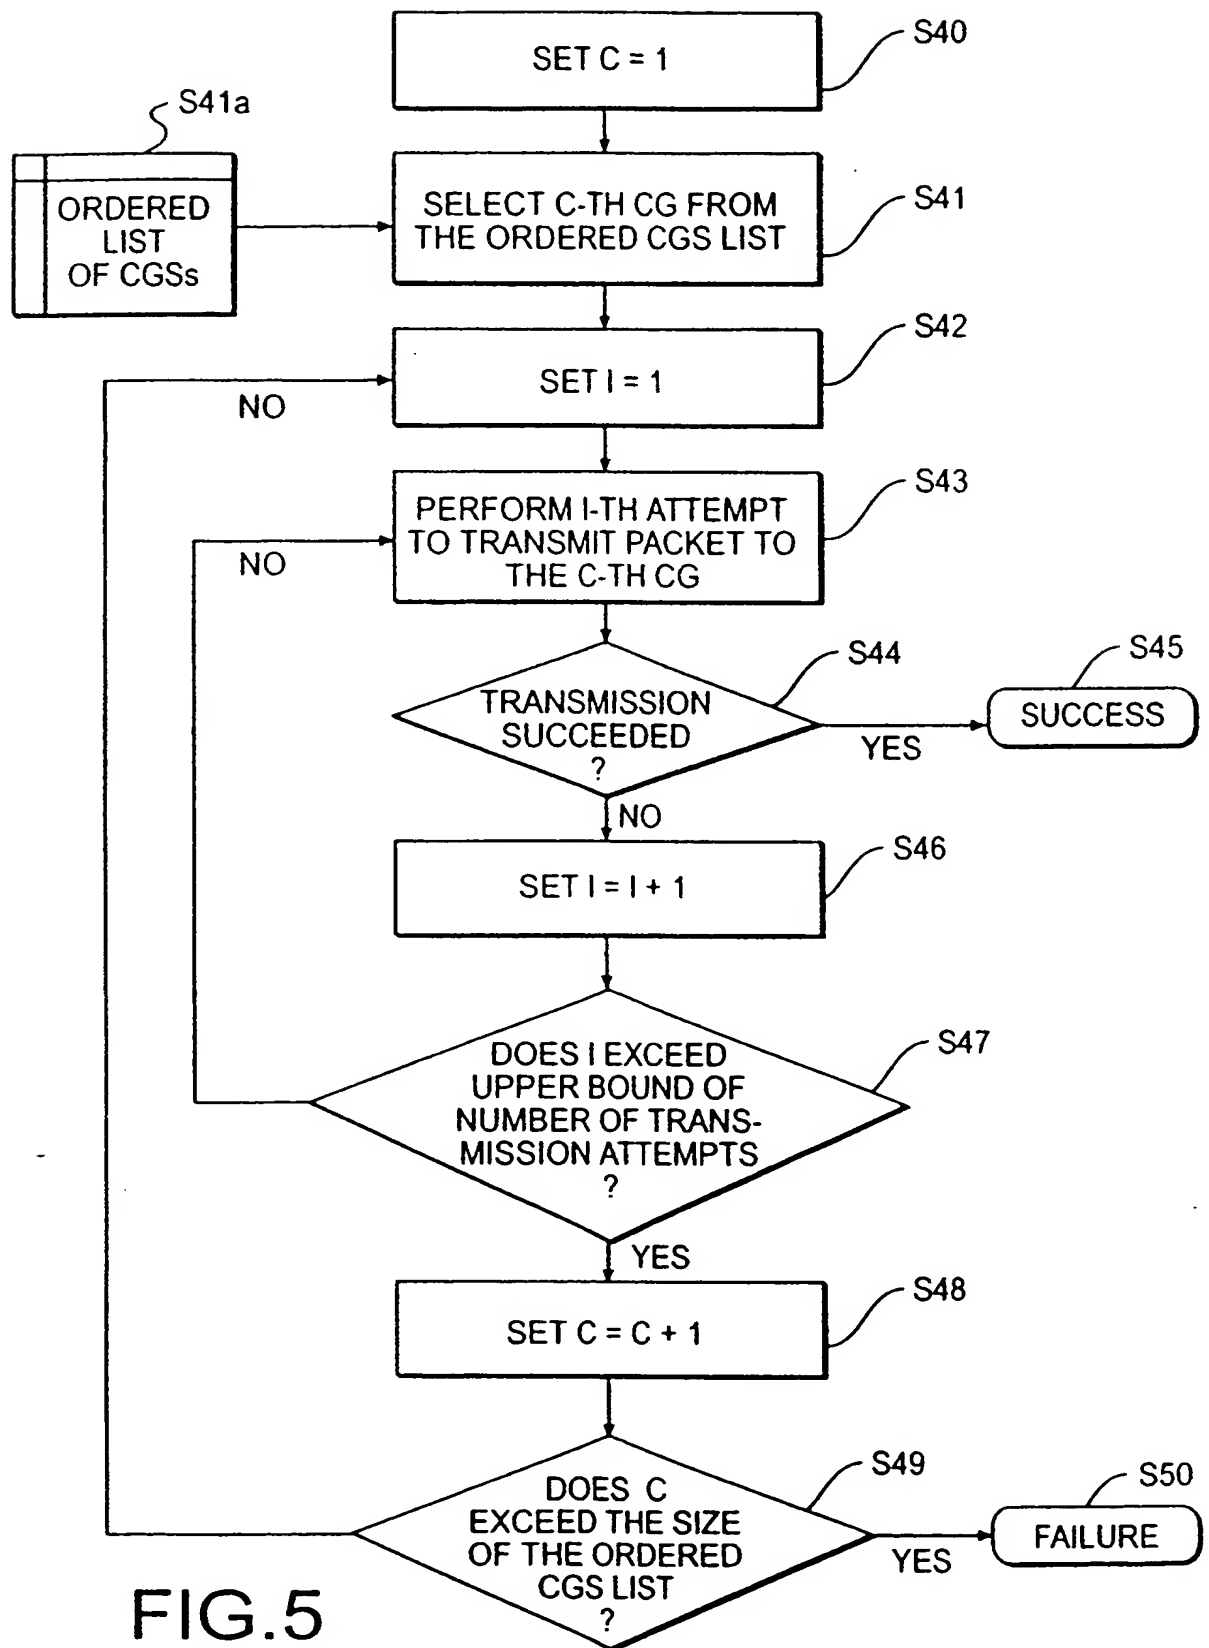 SET C = 1
S40
S41a
ORDERED
LIST
OF CGSs
SELECT C-TH CG FROM
THE ORDERED CGS LIST
S41
SET I = 1
S42
NO
PERFORM I-TH ATTEMPT
TO TRANSMIT PACKET TO
THE C-TH CG
S43
NO
TRANSMISSION
SUCCEEDED
?
S44
YES
SUCCESS
S45
NO
SET I = I + 1
S46
DOES I EXCEED
UPPER BOUND OF
NUMBER OF TRANS-
MISSION ATTEMPTS
?
S47
YES
SET C = C + 1
S48
DOES C
EXCEED THE SIZE
OF THE ORDERED
CGS LIST
?
S49
YES
FAILURE
S50
FIG.5